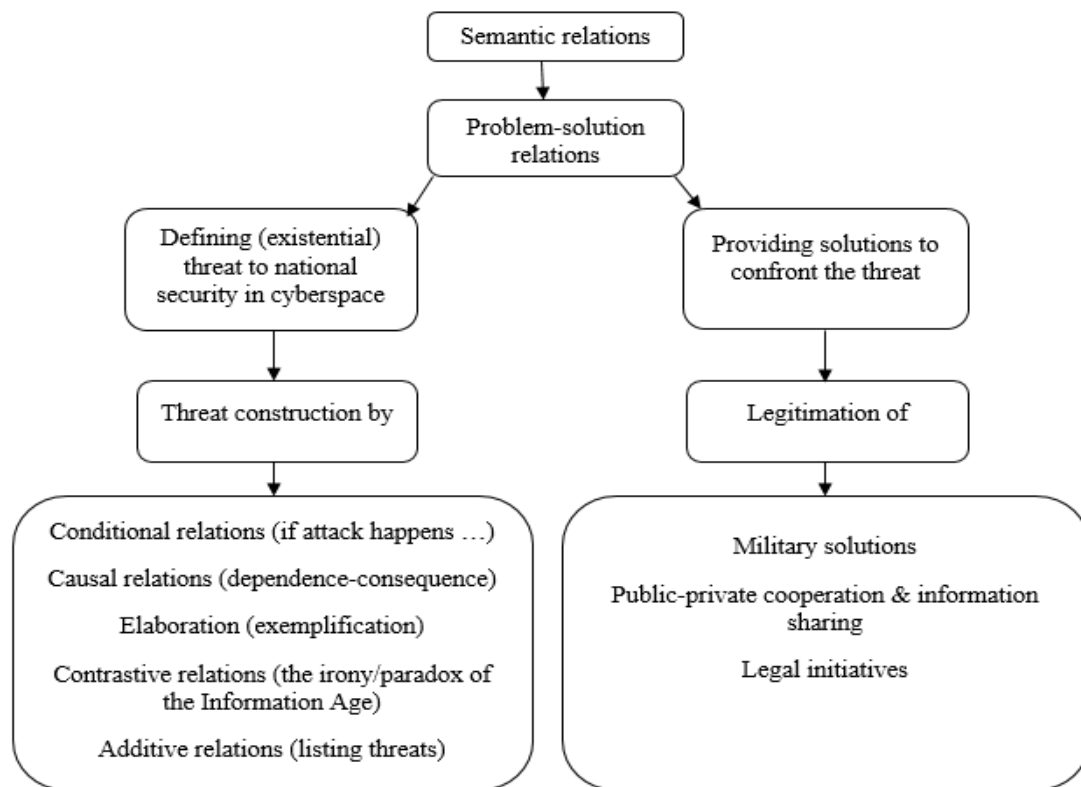 Semantic relations
Problem-solution
relations
Defining (existential)
threat to national
security in cyberspace
Providing solutions to
confront the threat
Threat construction by
Legitimation of
Conditional relations (if attack happens …)
Causal relations (dependence-consequence)
Elaboration (exemplification)
Contrastive relations (the irony/paradox of
the Information Age)
Additive relations (listing threats)
Military solutions
Public-private cooperation & information
sharing
Legal initiatives